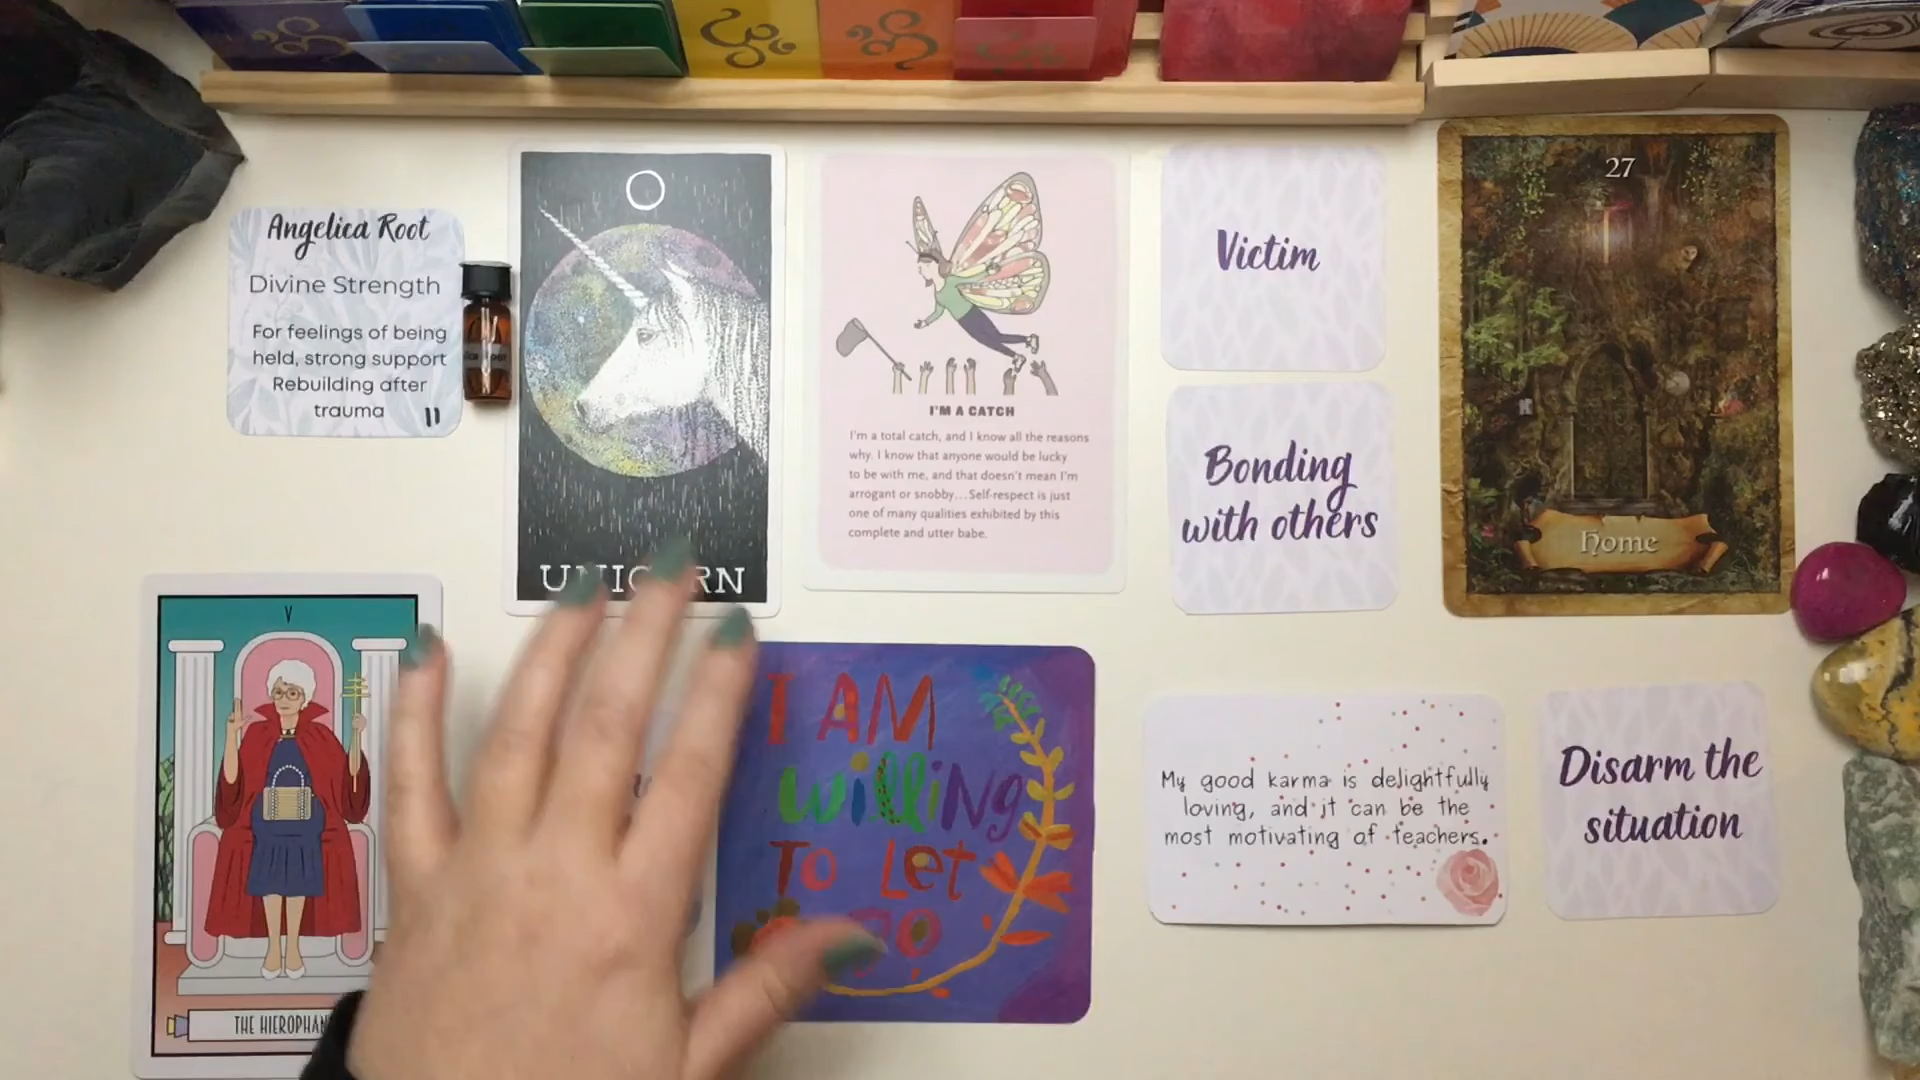 Angelica Root
Divine Strength
For feelings of being
held, strong support
Rebuilding after
trauma
11
O
UNICORN
I'M A CATCH
I'm a total catch, and I know all the reasons
why. I know that anyone would be lucky
to be with me, and that doesn't mean I'm
arrogant or snobby...Self-respect is just
one of many qualities exhibited by this
complete and utter babe.
Victim
Bonding
with others
27
Home
V
THE HIEROPHAN
I AM
willing
To Let
go
My good karma is delightfully
loving, and it can be the
most motivating of teachers.
Disarm the
situation